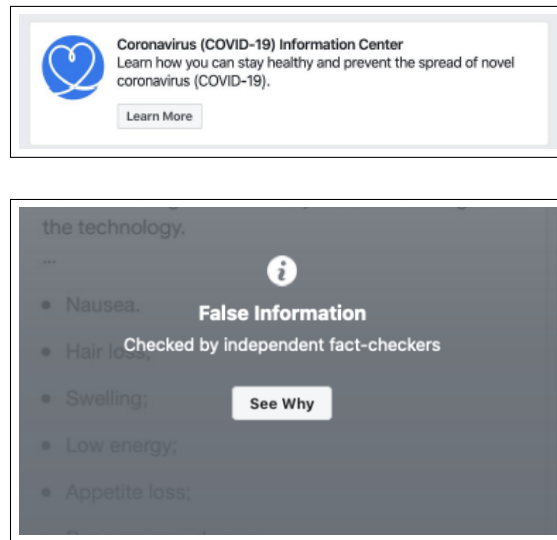 Coronavirus (COVID-19) Information Center
Learn how you can stay healthy and prevent the spread of novel
coronavirus (COVID-19).
Learn More
the technology.
...
• Nausea.
False Information
• Hair loss;
Checked by independent fact-checkers
• Swelling;
See Why
• Low energy;
• Appetite loss;